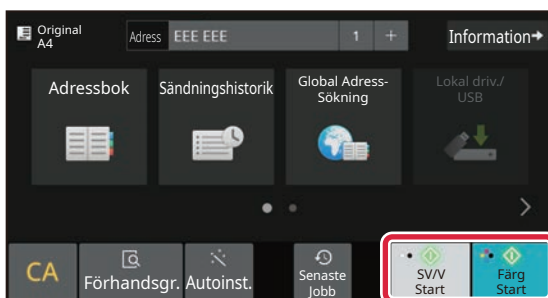 Original
A4
Adress EEE EEE 1 +
Information
Adressbok
Sändningshistorik
Global Adress-
Sökning
Lokal driv./
USB
CA
Förhandsgr.
Autoinst.
Senaste
Jobb
SV/V
Start
Färg
Start